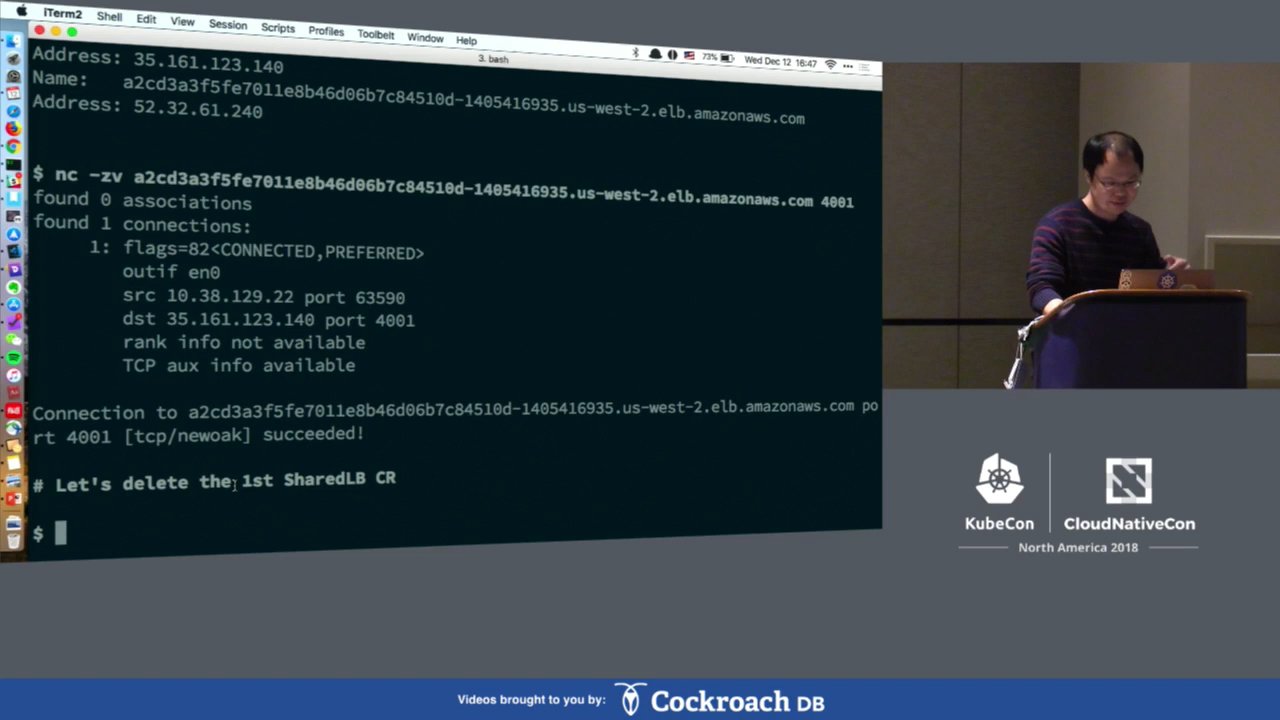 iTerm2 Shell Edit View Session Scripts Profiles Toolbelt Window Help
73% Wed Dec 12 16:47
3. bash
Address: 35.161.123.140
Name: a2cd3a3f5fe7011e8b46d06b7c84510d-1405416935.us-west-2.elb.amazonaws.com
Address: 52.32.61.240
$ nc -zv a2cd3a3f5fe7011e8b46d06b7c84510d-1405416935.us-west-2.elb.amazonaws.com 4001
found 0 associations
found 1 connections:
1: flags=82<CONNECTED,PREFERRED>
outif en0
src 10.38.129.22 port 63590
dst 35.161.123.140 port 4001
rank info not available
TCP aux info available
Connection to a2cd3a3f5fe7011e8b46d06b7c84510d-1405416935.us-west-2.elb.amazonaws.com po
rt 4001 [tcp/newoak] succeeded!
# Let's delete the 1st SharedLB CR
$
KubeCon CloudNativeCon
North America 2018
Videos brought to you by: Cockroach DB